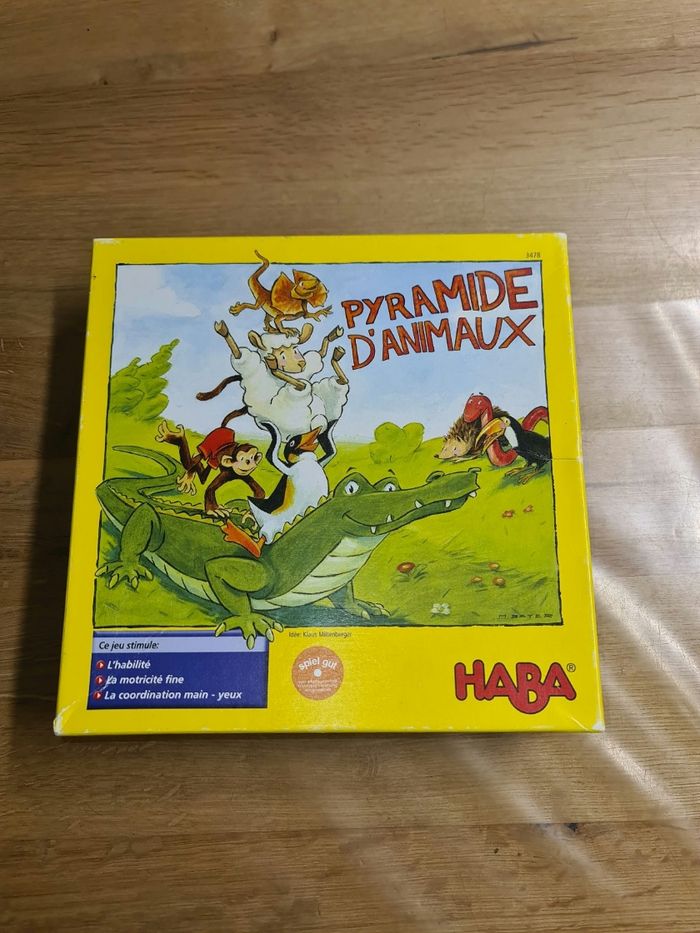 3478
PYRAMIDE
D'ANIMAUX
M. BAYER
Idée: Klaus Miltenberger
Ce jeu stimule:
L'habilité
La motricité fine
La coordination main - yeux
spiel gut
HABA®